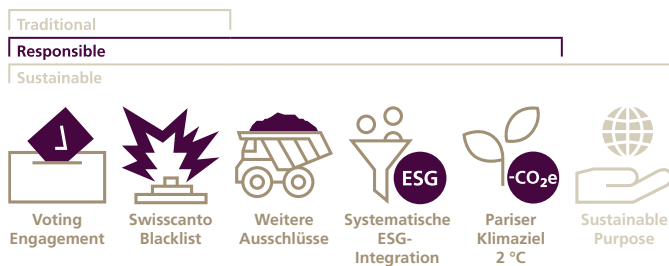 Traditional
Responsible
Sustainable
ESG
-CO₂e
Voting
Engagement
Swisscanto
Blacklist
Weitere
Ausschlüsse
Systematische
ESG-
Integration
Pariser
Klimaziel
2 °C
Sustainable
Purpose